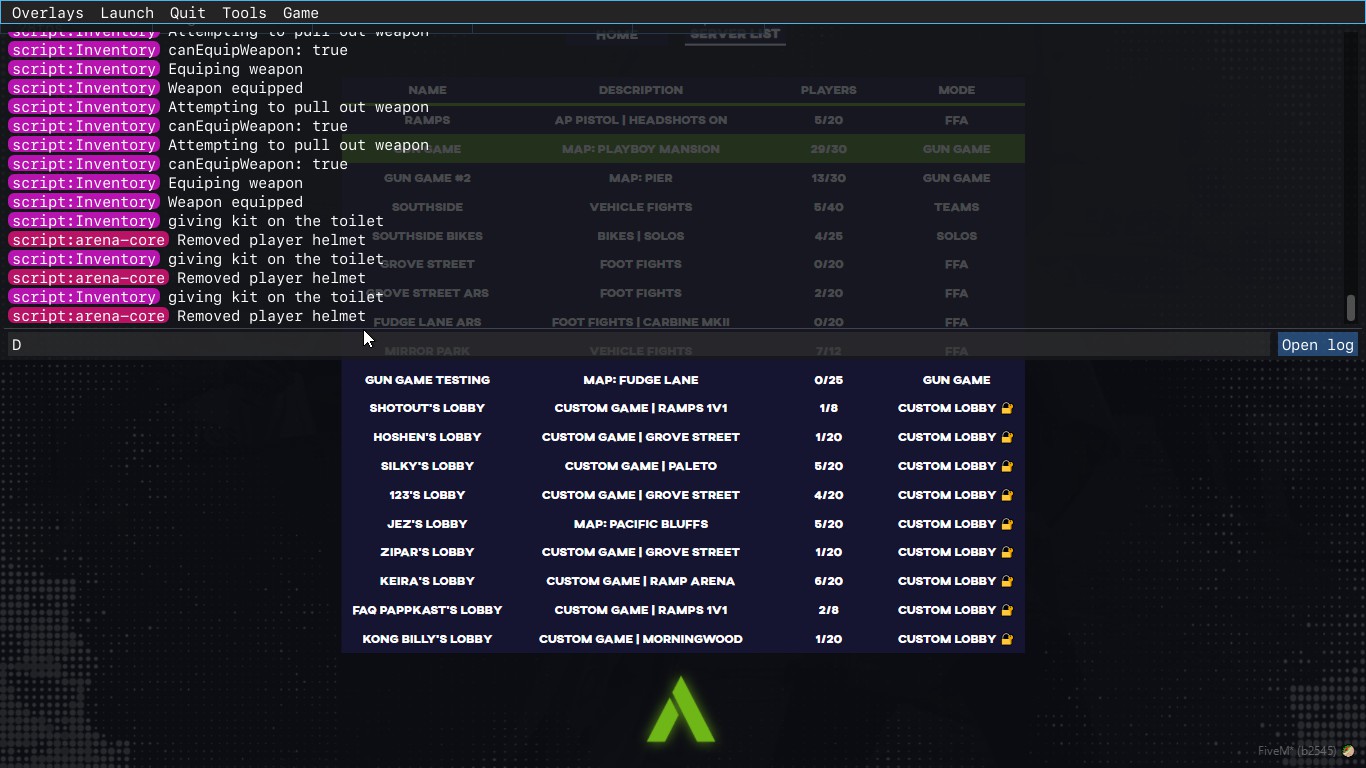 Overlays Launch Quit Tools Game
HOME SERVER LIST
script:Inventory Attempting to pull out weapon
script:Inventory canEquipWeapon: true
script:Inventory Equiping weapon
script:Inventory Weapon equipped
script:Inventory Attempting to pull out weapon
script:Inventory canEquipWeapon: true
script:Inventory Attempting to pull out weapon
script:Inventory canEquipWeapon: true
script:Inventory Equiping weapon
script:Inventory Weapon equipped
script:Inventory giving kit on the toilet
script:arena-core Removed player helmet
script:Inventory giving kit on the toilet
script:arena-core Removed player helmet
script:Inventory giving kit on the toilet
script:arena-core Removed player helmet
D
Open log
NAME DESCRIPTION PLAYERS MODE
RAMPS AP PISTOL | HEADSHOTS ON 5/20 FFA
GAME MAP: PLAYBOY MANSION 29/30 GUN GAME
GUN GAME #2 MAP: PIER 13/30 GUN GAME
SOUTHSIDE VEHICLE FIGHTS 5/40 TEAMS
SOUTHSIDE BIKES BIKES | SOLOS 4/25 SOLOS
GROVE STREET FOOT FIGHTS 0/20 FFA
GROVE STREET ARS FOOT FIGHTS 2/20 FFA
FUDGE LANE ARS FOOT FIGHTS | CARBINE MKII 0/20 FFA
MIRROR PARK VEHICLE FIGHTS 7/12 FFA
GUN GAME TESTING MAP: FUDGE LANE 0/25 GUN GAME
SHOTOUT'S LOBBY CUSTOM GAME | RAMPS 1V1 1/8 CUSTOM LOBBY
HOSHEN'S LOBBY CUSTOM GAME | GROVE STREET 1/20 CUSTOM LOBBY
SILKY'S LOBBY CUSTOM GAME | PALETO 5/20 CUSTOM LOBBY
123'S LOBBY CUSTOM GAME | GROVE STREET 4/20 CUSTOM LOBBY
JEZ'S LOBBY MAP: PACIFIC BLUFFS 5/20 CUSTOM LOBBY
ZIPAR'S LOBBY CUSTOM GAME | GROVE STREET 1/20 CUSTOM LOBBY
KEIRA'S LOBBY CUSTOM GAME | RAMP ARENA 6/20 CUSTOM LOBBY
FAQ PAPPKAST'S LOBBY CUSTOM GAME | RAMPS 1V1 2/8 CUSTOM LOBBY
KONG BILLY'S LOBBY CUSTOM GAME | MORNINGWOOD 1/20 CUSTOM LOBBY
FiveM* (b2545)